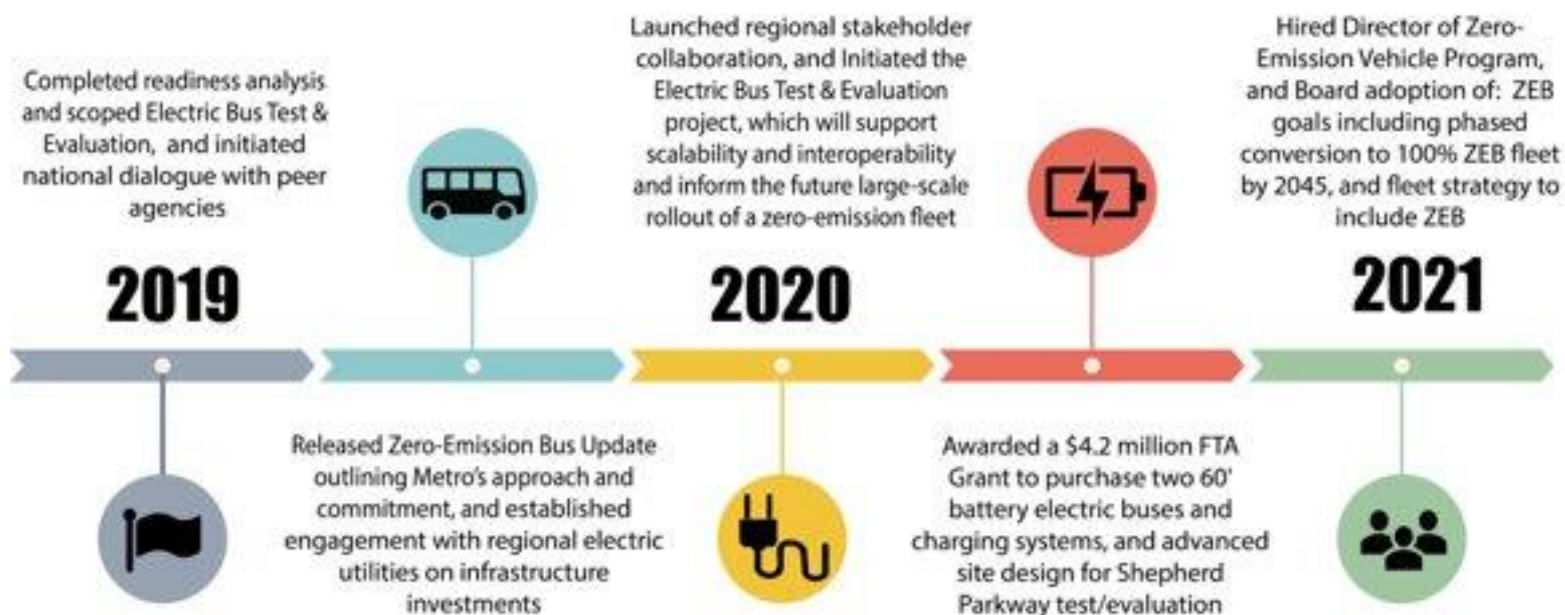 Completed readiness analysis
and scoped Electric Bus Test &
Evaluation, and initiated
national dialogue with peer
agencies
2019
Released Zero-Emission Bus Update
outlining Metro's approach and
commitment, and established
engagement with regional electric
utilities on infrastructure
investments
Launched regional stakeholder
collaboration, and Initiated the
Electric Bus Test & Evaluation
project, which will support
scalability and interoperability
and inform the future large-scale
rollout of a zero-emission fleet
2020
Awarded a $4.2 million FTA
Grant to purchase two 60'
battery electric buses and
charging systems, and advanced
site design for Shepherd
Parkway test/evaluation
Hired Director of Zero-
Emission Vehicle Program,
and Board adoption of: ZEB
goals including phased
conversion to 100% ZEB fleet
by 2045, and fleet strategy to
include ZEB
2021